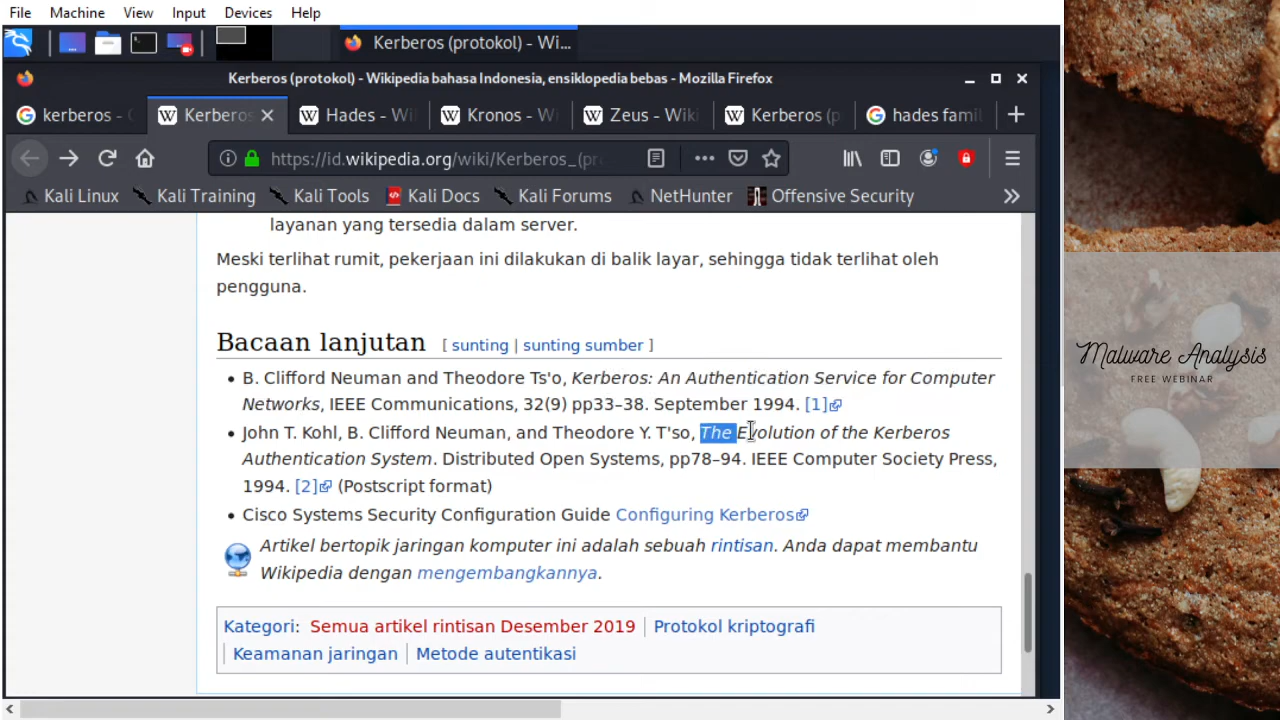 File Machine View Input Devices Help
Kerberos (protokol) - Wi...
Kerberos (protokol) - Wikipedia bahasa Indonesia, ensiklopedia bebas - Mozilla Firefox
kerberos - Kerberos Hades - Wi Kronos - Wi Zeus - Wiki Kerberos (p hades famil
https://id.wikipedia.org/wiki/Kerberos_(pr
Kali Linux Kali Training Kali Tools Kali Docs Kali Forums NetHunter Offensive Security
layanan yang tersedia dalam server.
Meski terlihat rumit, pekerjaan ini dilakukan di balik layar, sehingga tidak terlihat oleh
pengguna.
Bacaan lanjutan [ sunting | sunting sumber ]
• B. Clifford Neuman and Theodore Ts'o, Kerberos: An Authentication Service for Computer
Networks, IEEE Communications, 32(9) pp33–38. September 1994. [1]
• John T. Kohl, B. Clifford Neuman, and Theodore Y. T'so, The Evolution of the Kerberos
Authentication System. Distributed Open Systems, pp78–94. IEEE Computer Society Press,
1994. [2] (Postscript format)
• Cisco Systems Security Configuration Guide Configuring Kerberos
Artikel bertopik jaringan komputer ini adalah sebuah rintisan. Anda dapat membantu
Wikipedia dengan mengembangkannya.
Kategori: Semua artikel rintisan Desember 2019 | Protokol kriptografi
| Keamanan jaringan | Metode autentikasi
Malware Analysis
FREE WEBINAR